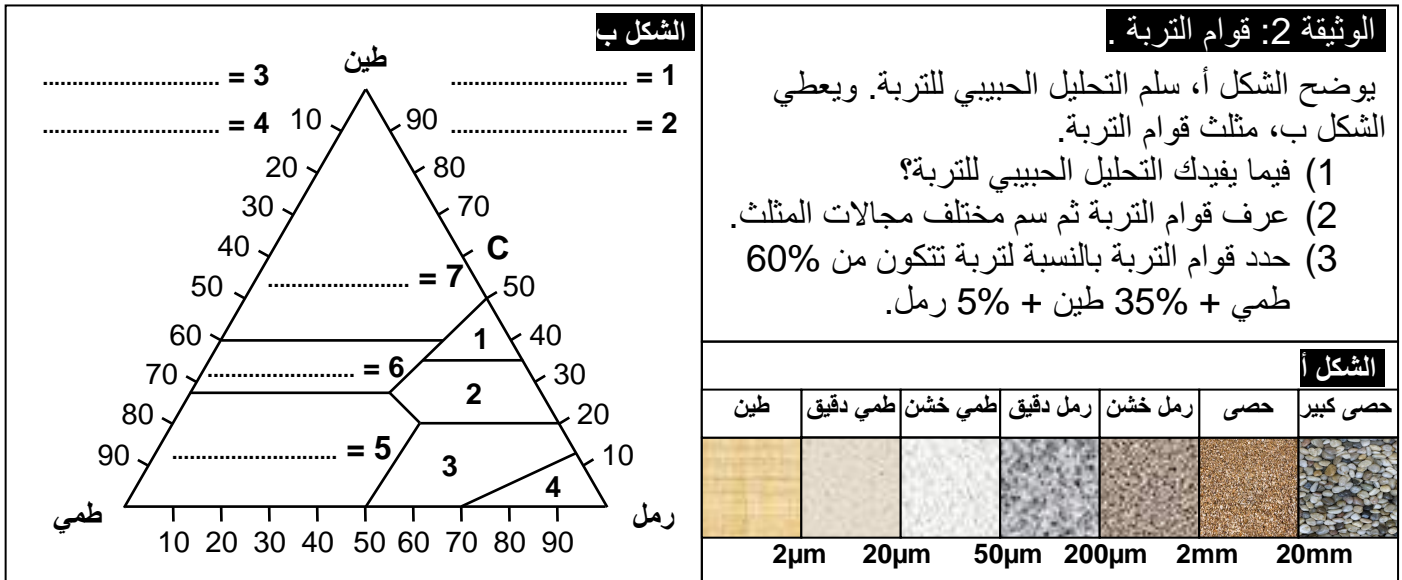 الوثيقة 2: قوام التربة .
يوضح الشكل أ، سلم التحليل الحبيبي للتربة. ويعطي
الشكل ب، مثلث قوام التربة.
1) فيما يفيدك التحليل الحبيبي للتربة؟
2) عرف قوام التربة ثم سم مختلف مجالات المثلث.
3) حدد قوام التربة بالنسبة لتربة تتكون من 60%
طمي + 35% طين + 5% رمل.
الشكل أ
حصى كبير حصى رمل خشن رمل دقيق طمي خشن طمي دقيق طين
2µm 20µm 50µm 200µm 2mm 20mm
الشكل ب
طين
1 = ........................... 3 = ...........................
2 = ........................... 4 = ...........................
10 90
20 80
30 70
40 C
7 = ......................
50 50
60 1 40
6 = ......................
70 2 30
80 20
5 = .........................
90 3 10
4
رمل طمي
10 20 30 40 50 60 70 80 90